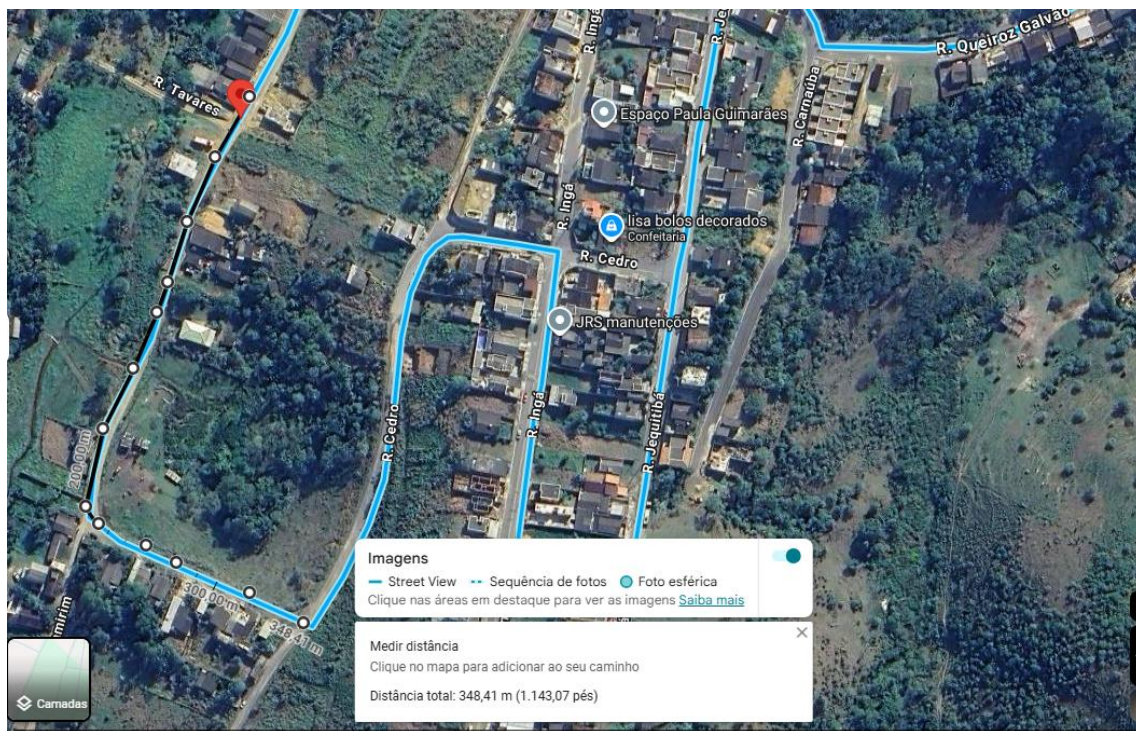 R. Tavares
R. Ingá
R. Je
R. Queiroz Galvão
Espaço Paula Guimarães
R. Carnaúba
R. Ingá
lisa bolos decorados
Confeitaria
R. Cedro
JRS manutenções
R. Cedro
R. Ingá
R. Jequitibá
200,00 m
300,00 m
348,41 m
mirim
Camadas
Imagens
Street View Sequência de fotos Foto esférica
Clique nas áreas em destaque para ver as imagens Saiba mais
Medir distância
Clique no mapa para adicionar ao seu caminho
Distância total: 348,41 m (1.143,07 pés)